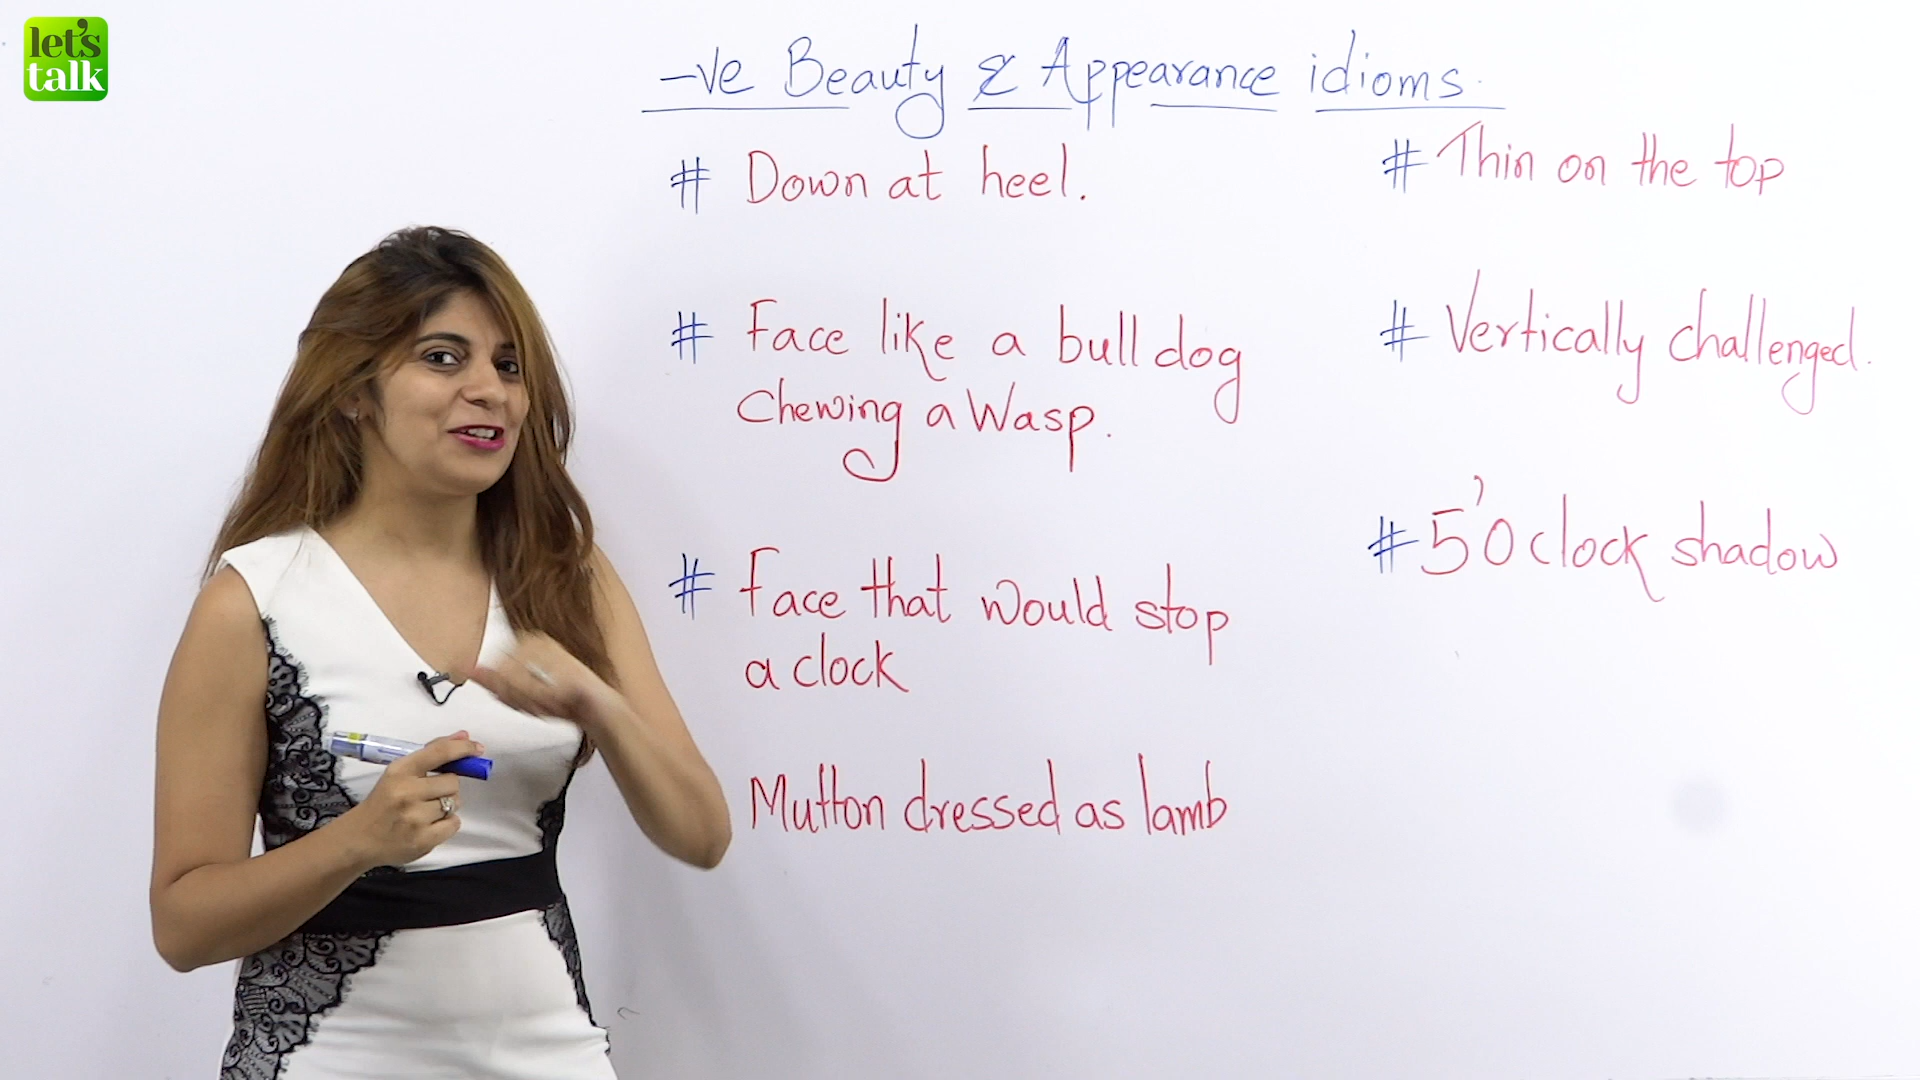 let's
talk
-ve Beauty & Appearance idioms.
# Down at heel.
# Face like a bull dog
Chewing a Wasp.
# Face that would stop
a clock
Mutton dressed as lamb
# Thin on the top
# Vertically challenged.
# 5'O clock shadow